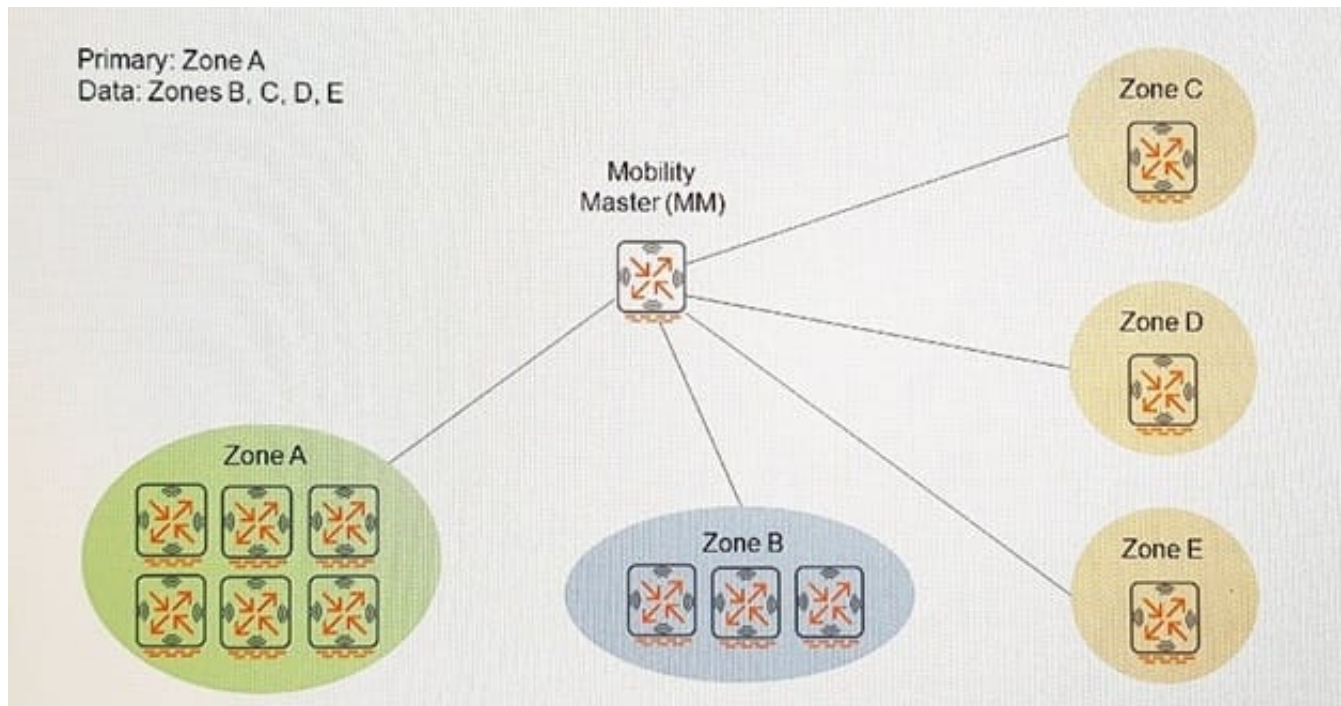 Primary: Zone A
Data: Zones B, C, D, E
Mobility
Master (MM)
Zone C
Zone D
Zone A
Zone B
Zone E